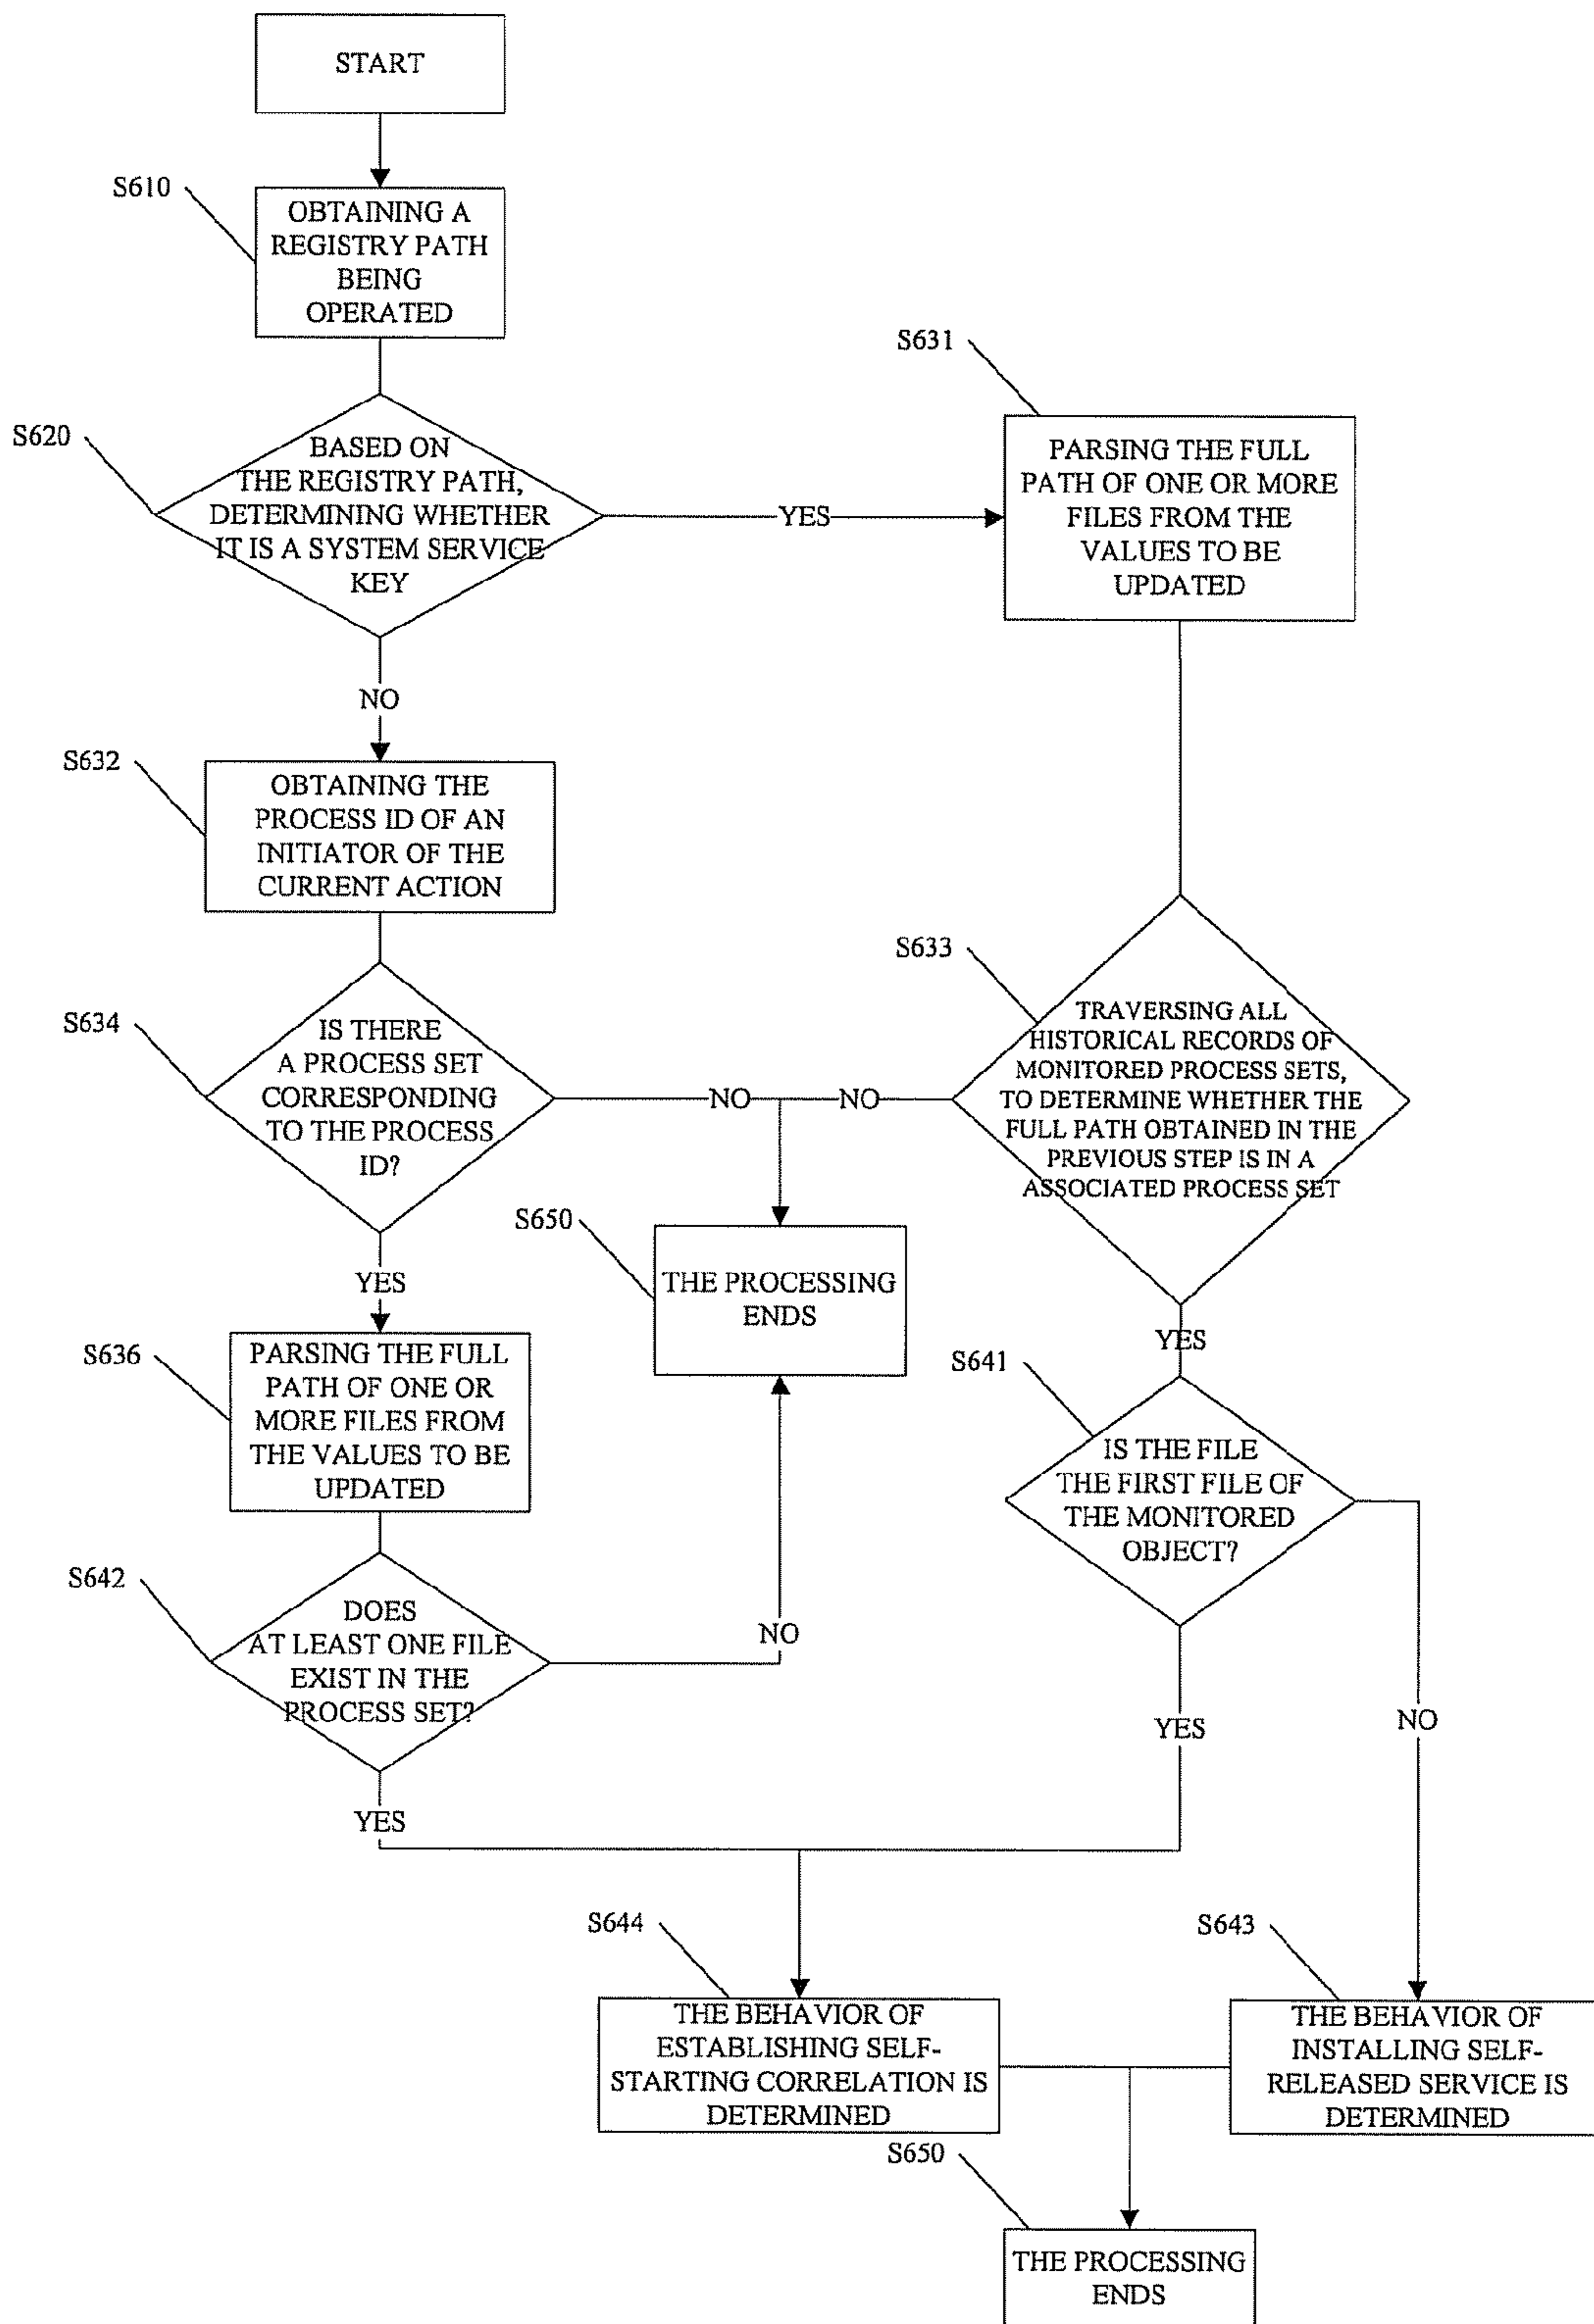 START
S610
OBTAINING A
REGISTRY PATH
BEING
OPERATED
S620
BASED ON
THE REGISTRY PATH,
DETERMINING WHETHER
IT IS A SYSTEM SERVICE
KEY
YES
S631
PARSING THE FULL
PATH OF ONE OR MORE
FILES FROM THE
VALUES TO BE
UPDATED
NO
S632
OBTAINING THE
PROCESS ID OF AN
INITIATOR OF THE
CURRENT ACTION
S634
IS THERE
A PROCESS SET
CORRESPONDING
TO THE PROCESS
ID?
NO
NO
S633
TRAVERSING ALL
HISTORICAL RECORDS OF
MONITORED PROCESS SETS,
TO DETERMINE WHETHER THE
FULL PATH OBTAINED IN THE
PREVIOUS STEP IS IN A
ASSOCIATED PROCESS SET
S650
THE PROCESSING
ENDS
YES
YES
S636
PARSING THE FULL
PATH OF ONE OR
MORE FILES FROM
THE VALUES TO BE
UPDATED
S641
IS THE FILE
THE FIRST FILE OF
THE MONITORED
OBJECT?
S642
DOES
AT LEAST ONE FILE
EXIST IN THE
PROCESS SET?
NO
YES
NO
YES
S644
THE BEHAVIOR OF
ESTABLISHING SELF-
STARTING CORRELATION IS
DETERMINED
S643
THE BEHAVIOR OF
INSTALLING SELF-
RELEASED SERVICE IS
DETERMINED
S650
THE PROCESSING
ENDS